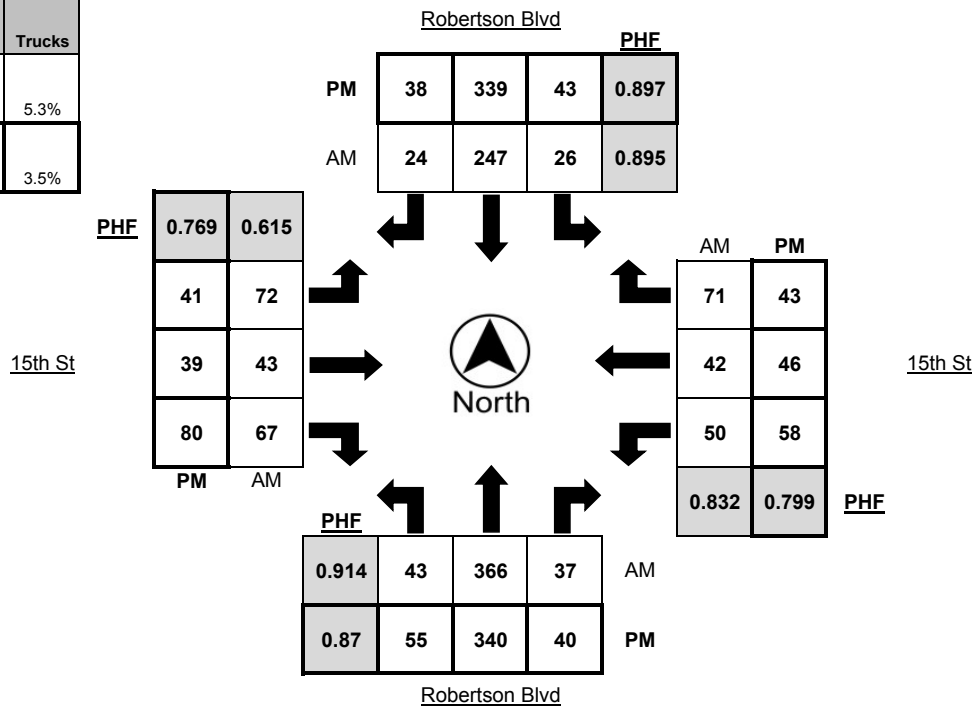 Trucks
5.3%
3.5%
Robertson Blvd
PHF
PM 38 339 43 0.897
AM 24 247 26 0.895
PHF 0.769 0.615
41 72
39 43
80 67
PM AM
15th St
North
AM PM
71 43
42 46
50 58
0.832 0.799 PHF
15th St
PHF
0.914 43 366 37 AM
0.87 55 340 40 PM
Robertson Blvd